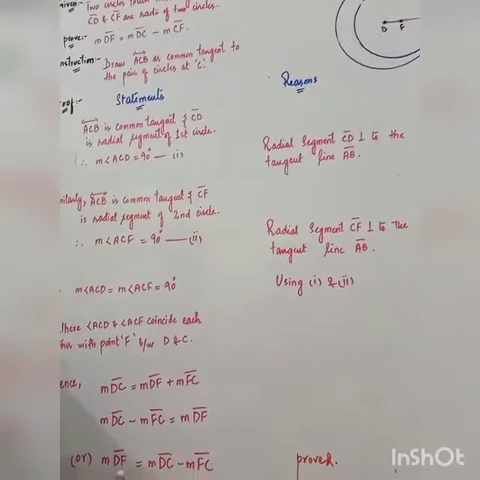 given:- Two circles touch
CD & CF are radii of two circles.
prove:- mDF = mDC - mCF.
nstruction:- Draw ACB as common tangent to
the pair of circles at 'C'.
D F
roof:- Statements Reasons
ACB is common tangent & CD
is radial segment of 1st circle.
∴ m<ACD = 90° — (i)
Radial Segment CD ⊥ to the
tangent line AB.
milarly, ACB is common tangent & CF
is radial segment of 2nd circle.
∴ m<ACF = 90° — (ii)
Radial Segment CF ⊥ to the
tangent line AB.
m<ACD = m<ACF = 90°
Using (i) & (ii)
where <ACD & <ACF coincide each
ther with point 'F' b/w D & C.
ence, mDC = mDF + mFC
mDC - mFC = mDF
(or) mDF = mDC - mFC proved.
InShOt